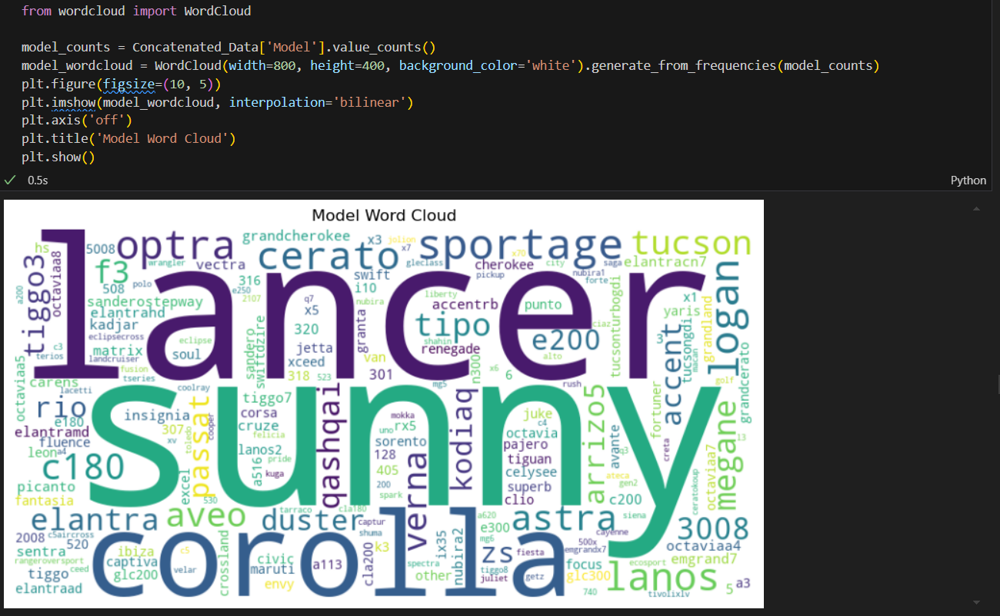 from wordcloud import WordCloud
model_counts = Concatenated_Data['Model'].value_counts()
model_wordcloud = WordCloud(width=800, height=400, background_color='white').generate_from_frequencies(model_counts)
plt.figure(figsize=(10, 5))
plt.imshow(model_wordcloud, interpolation='bilinear')
plt.axis('off')
plt.title('Model Word Cloud')
plt.show()
0.5s
Python
Model Word Cloud
lancer
sunny
corolla
hs
5008
optra
grandcherokee
x3
jolion
sportage
tucson
x7
x70
tiggo3
octaviaa8
f3
wrangler
vectra
cerato
gleclass
cherokee
city
saga
elantracn7
swift
pickup
nubira1
forte
logan
a200
508
polo
316
e250
2107
i10
q7
x5
nubira
liberty
accentrb
punto
x1
yaris
sanderostepway
elantrahd
kadjar
eclipsecross
eclipse
320
granta
tipo
shahin
renegade
e200
ciaz
tucsonturbogdi
3
accent
tucsongdi
macan
grandland
c3
terios
matrix
landcruiser
fusion
tseries
soul
sandero
swiftdzire
jetta
xceed
318
523
van
301
alto
n300
x6
6
mg5
rush
golf
grandcerato
octaviaa5
carens
lacetti
coolray
rio
e180
elantramd
fluence
leon
a4
insignia
307
xv
toledo
passat
cooper
tiggo7
corsa
cruze
felicia
lanos2
pride
a516
kuga
qashqai
mokka
uno
rx5
sorento
128
405
200
spark
verna
kodiaq
juke
c4
octavia
pajero
tiguan
celysee
superb
clio
arrizo5
avante
q3
ateca
gen2
c200
siena
fortuner
creta
ceratokoup
octaviaa7
megane
l3
c180
picanto
fantasia
excel
530
elantra
aveo
tarraco
duster
cla180
captur
shuma
k3
a620
e300
mg6
astra
cayenne
3008
octaviaa4
2008
c5aircross
520
sentra
rangeroversport
tiggo
ceed
elantraad
ibiza
captiva
glc200
c5
velar
crossland
civic
maruti
envy
a113
cla200
spectra
other
ix35
nubira2
zs
tiggo8
juliet
fiesta
getz
500x
emgrandx7
focus
glc300
740
ecosport
emgrand7
lanos
tivolixlv
5
a3